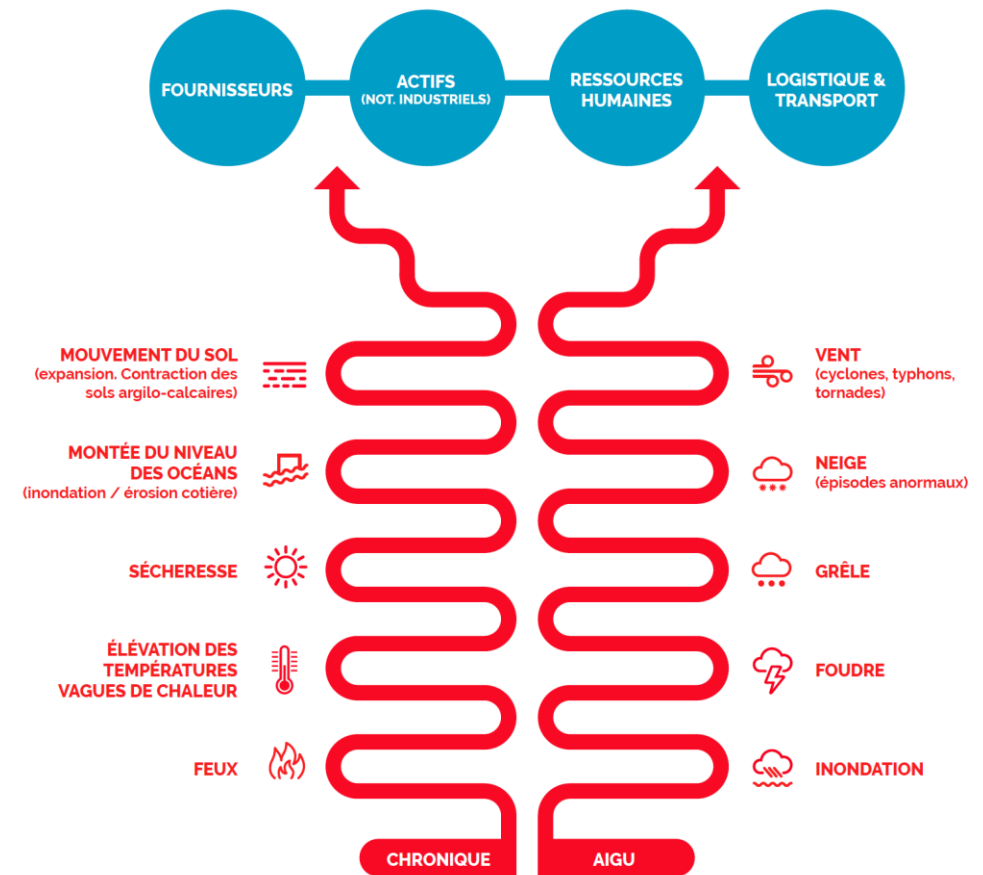 FOURNISSEURS
ACTIFS
(NOT. INDUSTRIELS)
RESSOURCES
HUMAINES
LOGISTIQUE &
TRANSPORT
MOUVEMENT DU SOL
(expansion. Contraction des
sols argilo-calcaires)
MONTÉE DU NIVEAU
DES OCÉANS
(inondation / érosion cotière)
SÉCHERESSE
ÉLÉVATION DES
TEMPÉRATURES
VAGUES DE CHALEUR
FEUX
VENT
(cyclones, typhons,
tornades)
NEIGE
(épisodes anormaux)
GRÊLE
FOUDRE
INONDATION
CHRONIQUE
AIGU